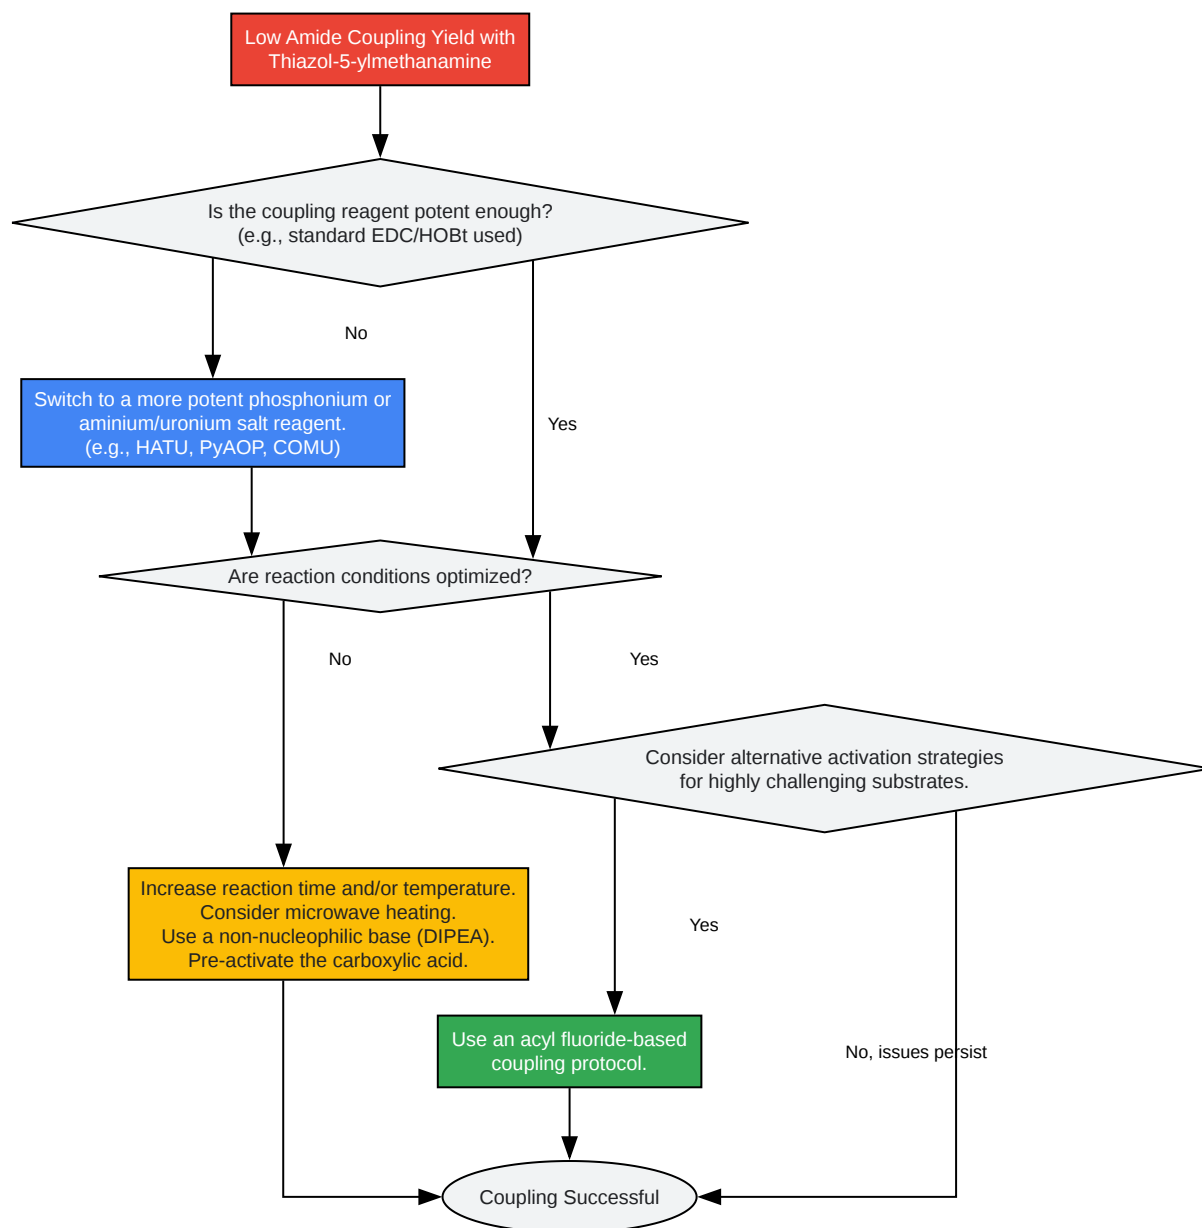 Low Amide Coupling Yield with
Thiazol-5-ylmethanamine
Is the coupling reagent potent enough?
(e.g., standard EDC/HOBt used)
No
Switch to a more potent phosphonium or
aminium/uronium salt reagent.
(e.g., HATU, PyAOP, COMU)
Yes
Are reaction conditions optimized?
No
Yes
Consider alternative activation strategies
for highly challenging substrates.
Increase reaction time and/or temperature.
Consider microwave heating.
Use a non-nucleophilic base (DIPEA).
Pre-activate the carboxylic acid.
Yes
Use an acyl fluoride-based
coupling protocol.
No, issues persist
Coupling Successful